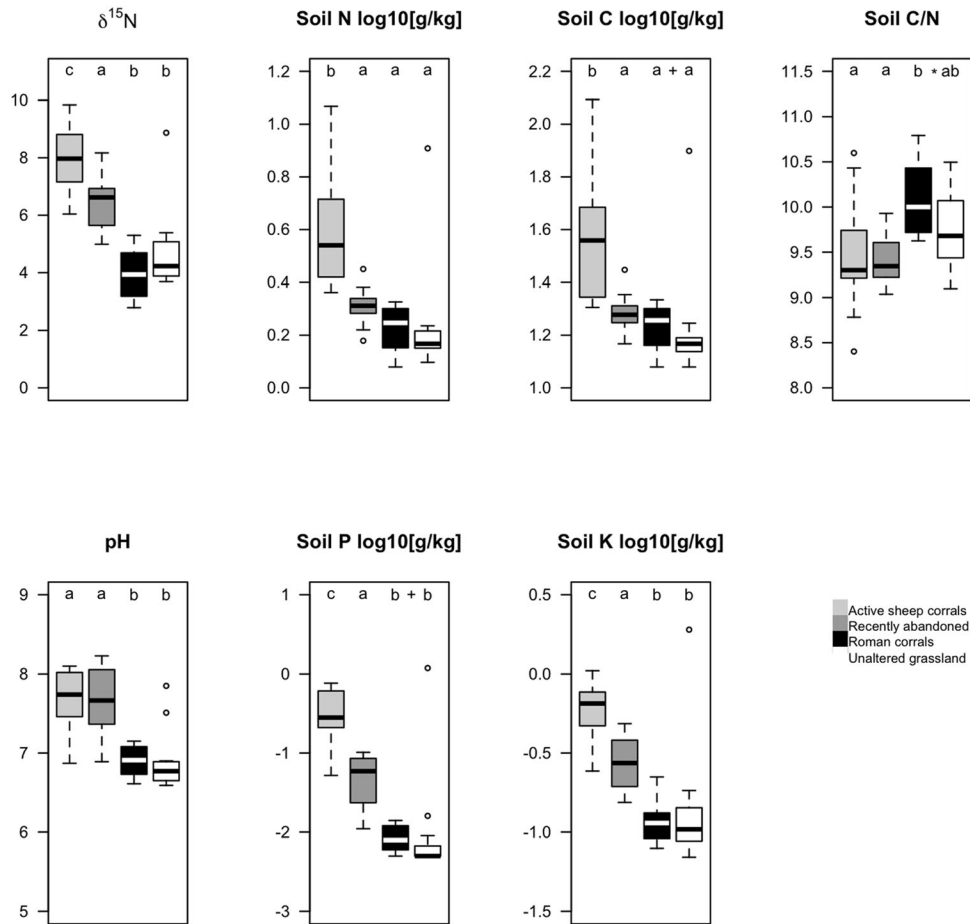 δ¹⁵N
c a b b
10
8
6
4
2
0
Soil N log10[g/kg]
b a a a
1.2
1.0
0.8
0.6
0.4
0.2
0.0
Soil C log10[g/kg]
b a a + a
2.2
2.0
1.8
1.6
1.4
1.2
1.0
Soil C/N
a a b * ab
11.5
11.0
10.5
10.0
9.5
9.0
8.5
8.0
pH
a a b b
9
8
7
6
5
Soil P log10[g/kg]
c a b + b
1
0
-1
-2
-3
Soil K log10[g/kg]
c a b b
0.5
0.0
-0.5
-1.0
-1.5
Active sheep corrals
Recently abandoned
Roman corrals
Unaltered grassland